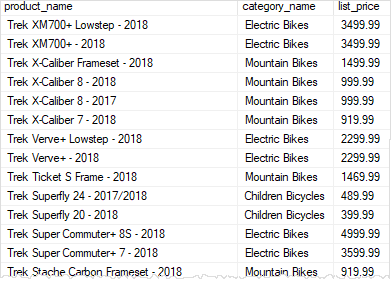 product_name category_name list_price
Trek XM700+ Lowstep - 2018 Electric Bikes 3499.99
Trek XM700+ - 2018 Electric Bikes 3499.99
Trek X-Caliber Frameset - 2018 Mountain Bikes 1499.99
Trek X-Caliber 8 - 2018 Mountain Bikes 999.99
Trek X-Caliber 8 - 2017 Mountain Bikes 999.99
Trek X-Caliber 7 - 2018 Mountain Bikes 919.99
Trek Verve+ Lowstep - 2018 Electric Bikes 2299.99
Trek Verve+ - 2018 Electric Bikes 2299.99
Trek Ticket S Frame - 2018 Mountain Bikes 1469.99
Trek Superfly 24 - 2017/2018 Children Bicycles 489.99
Trek Superfly 20 - 2018 Children Bicycles 399.99
Trek Super Commuter+ 8S - 2018 Electric Bikes 4999.99
Trek Super Commuter+ 7 - 2018 Electric Bikes 3599.99
Trek Stache Carbon Frameset - 2018 Mountain Bikes 919.99